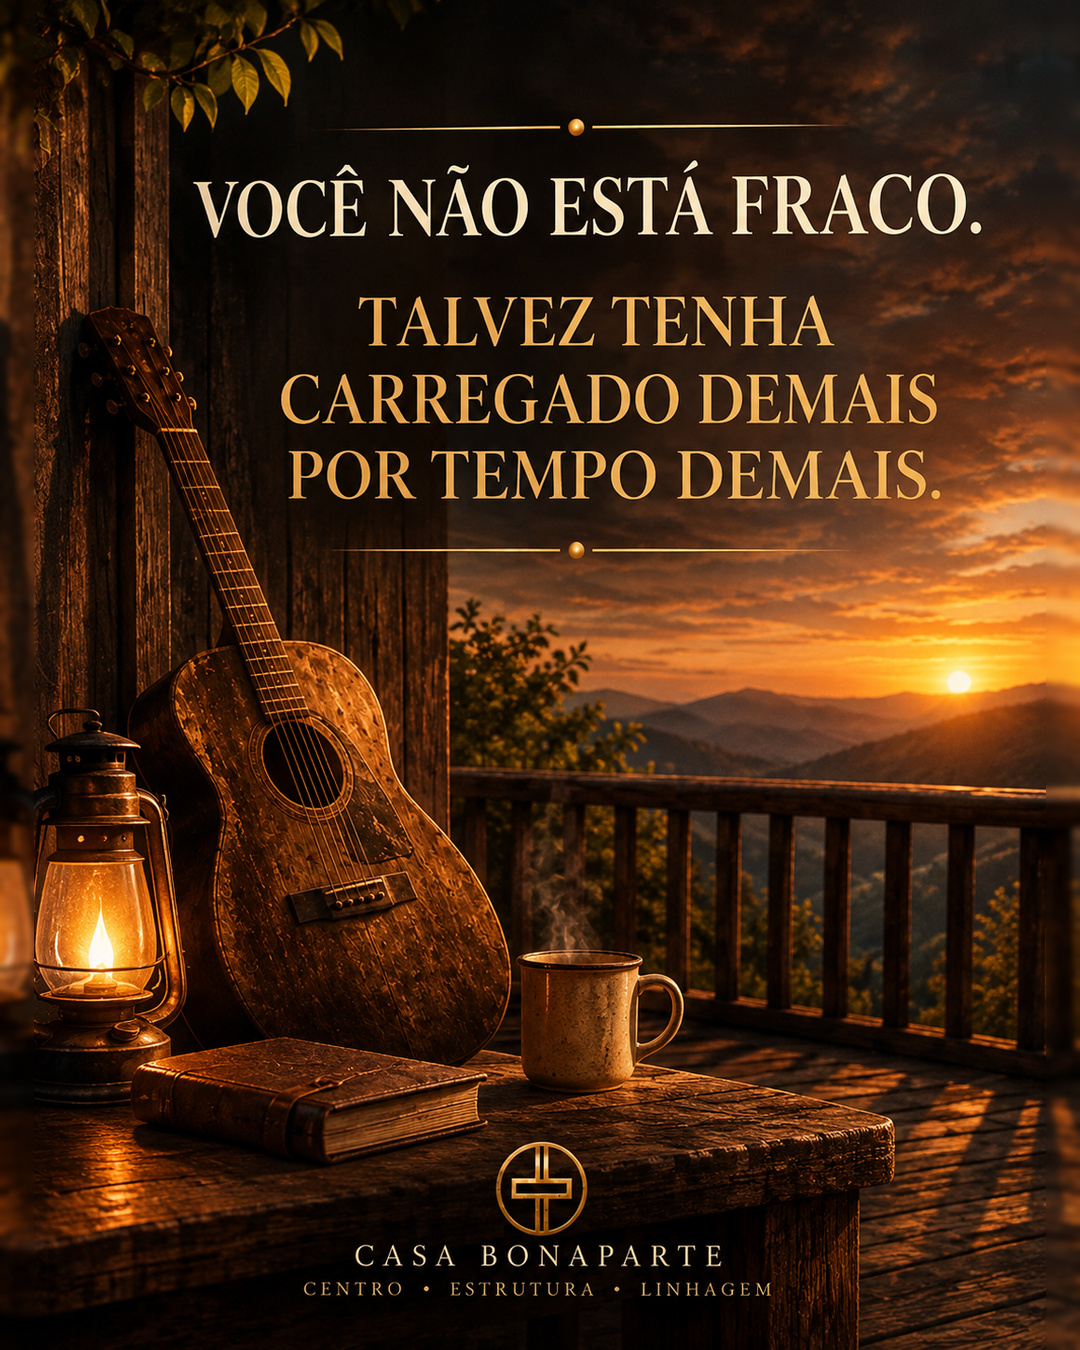 VOCÊ NÃO ESTÁ FRACO.
TALVEZ TENHA
CARREGADO DEMAIS
POR TEMPO DEMAIS.
CASA BONAPARTE
CENTRO • ESTRUTURA • LINHAGEM